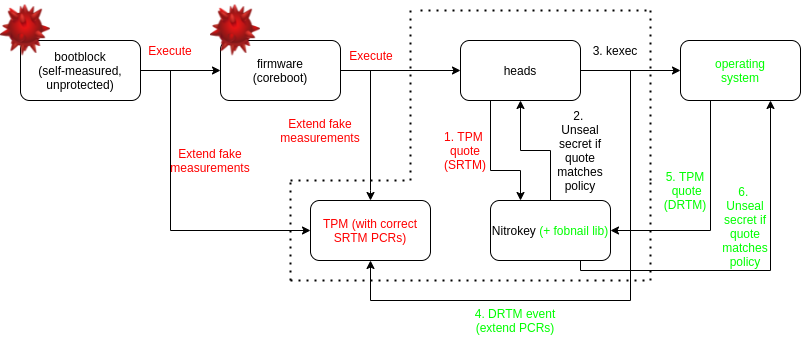 bootblock
(self-measured,
unprotected)
Execute
firmware
(coreboot)
Execute
heads
3. kexec
operating
system
Extend fake
measurements
Extend fake
measurements
1. TPM
quote
(SRTM)
2.
Unseal
secret if
quote
matches
policy
5. TPM
quote
(DRTM)
6.
Unseal
secret if
quote
matches
policy
TPM (with correct
SRTM PCRs)
Nitrokey (+ fobnail lib)
4. DRTM event
(extend PCRs)